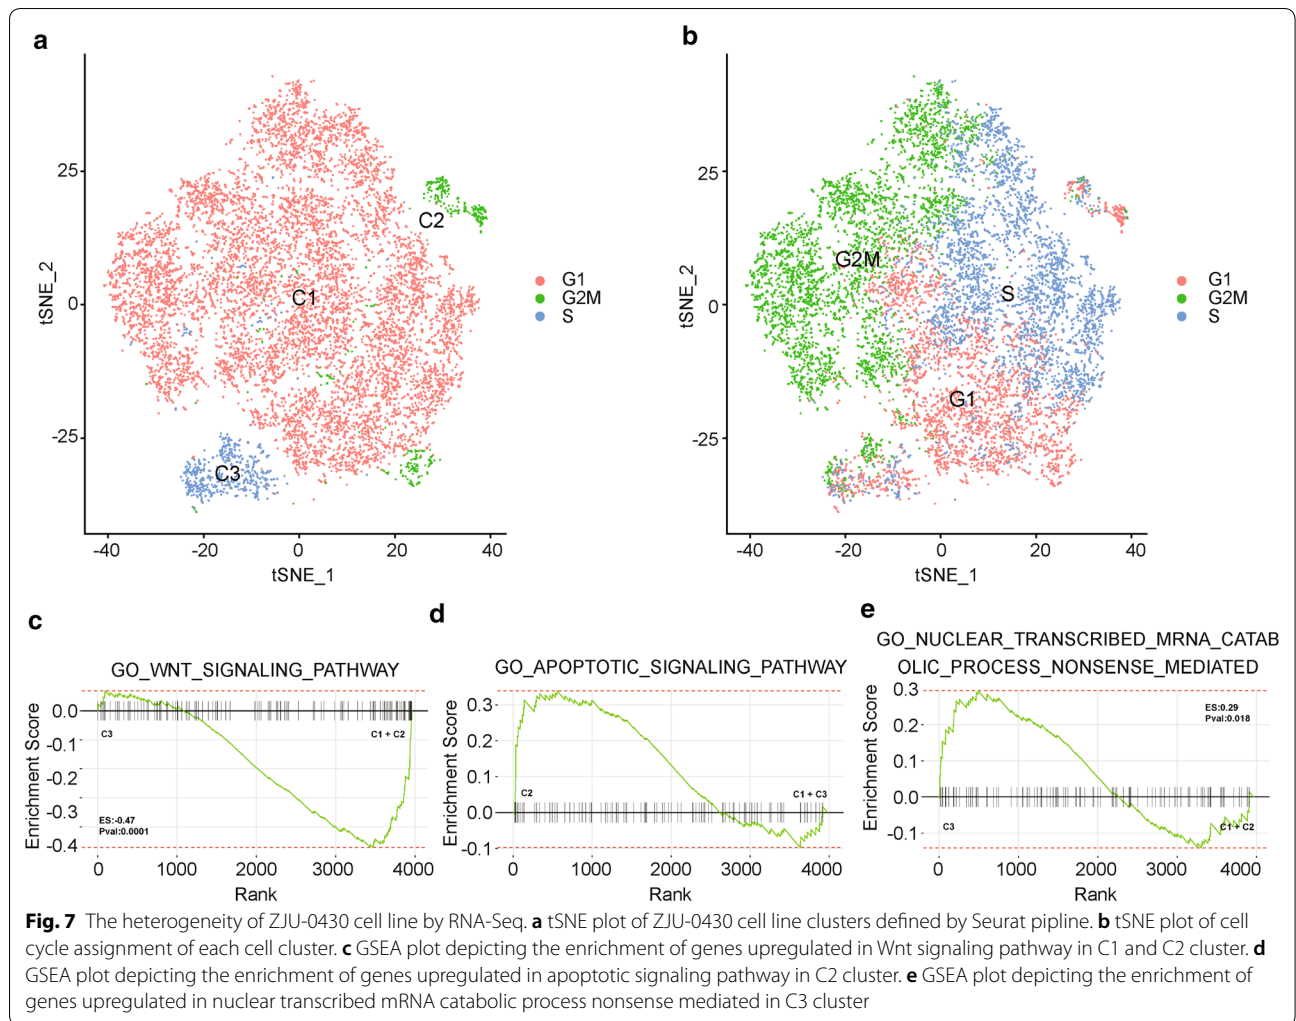 a
25
0
-25
tSNE_2
C1
C2
C3
-40
-20
0
20
40
tSNE_1
G1
G2M
S
b
25
0
-25
tSNE_2
G2M
S
G1
-40
-20
0
20
40
tSNE_1
G1
G2M
S
c
GO_WNT_SIGNALING_PATHWAY
Enrichment Score
0.0
-0.1
-0.2
-0.3
-0.4
C3
C1 + C2
ES:-0.47
Pval:0.0001
0
1000
2000
3000
4000
Rank
d
GO_APOPTOTIC_SIGNALING_PATHWAY
Enrichment Score
0.3
0.2
0.1
0.0
-0.1
C2
C1 + C3
0
1000
2000
3000
4000
Rank
e
GO_NUCLEAR_TRANSCRIBED_MRNA_CATAB
OLIC_PROCESS_NONSENSE_MEDIATED
Enrichment Score
0.3
0.2
0.1
0.0
-0.1
ES:0.29
Pval:0.018
C3
C1 + C2
0
1000
2000
3000
4000
Rank
Fig. 7 The heterogeneity of ZJU-0430 cell line by RNA-Seq. a tSNE plot of ZJU-0430 cell line clusters defined by Seurat pipline. b tSNE plot of cell
cycle assignment of each cell cluster. c GSEA plot depicting the enrichment of genes upregulated in Wnt signaling pathway in C1 and C2 cluster. d
GSEA plot depicting the enrichment of genes upregulated in apoptotic signaling pathway in C2 cluster. e GSEA plot depicting the enrichment of
genes upregulated in nuclear transcribed mRNA catabolic process nonsense mediated in C3 cluster